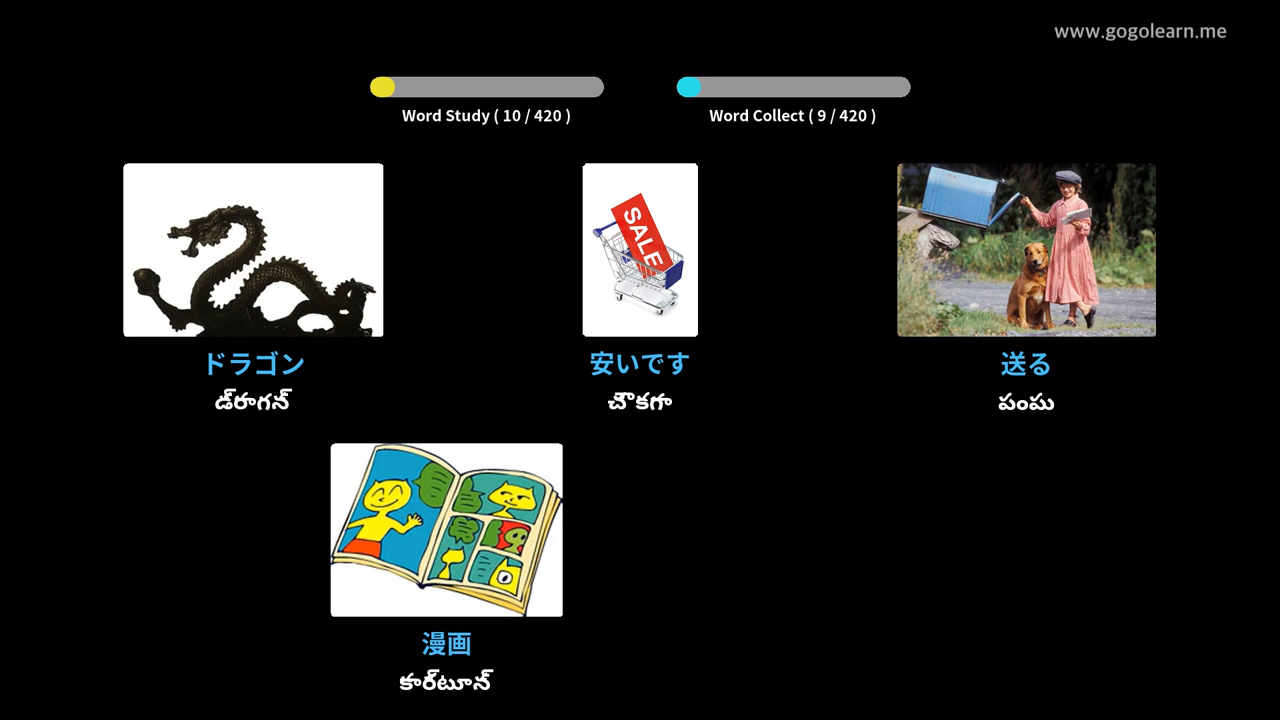 www.gogolearn.me
Word Study ( 10 / 420 )
Word Collect ( 9 / 420 )
SALE
ドラゴン
安いです
送る
డ్రాగన్
చౌకగా
పంపు
漫画
కార్టూన్